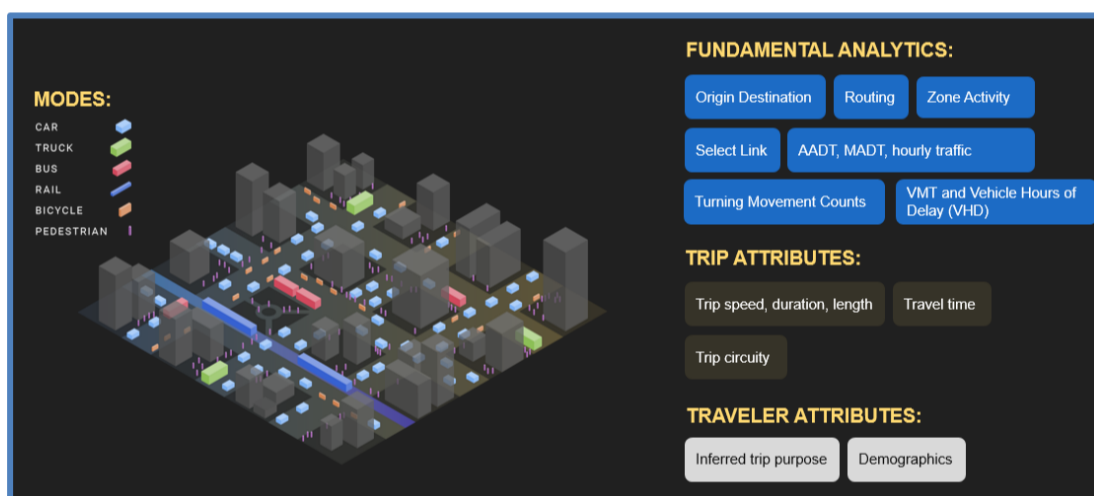 MODES:
CAR
TRUCK
BUS
RAIL
BICYCLE
PEDESTRIAN
FUNDAMENTAL ANALYTICS:
Origin Destination
Routing
Zone Activity
Select Link
AADT, MADT, hourly traffic
Turning Movement Counts
VMT and Vehicle Hours of
Delay (VHD)
TRIP ATTRIBUTES:
Trip speed, duration, length
Travel time
Trip circuity
TRAVELER ATTRIBUTES:
Inferred trip purpose
Demographics